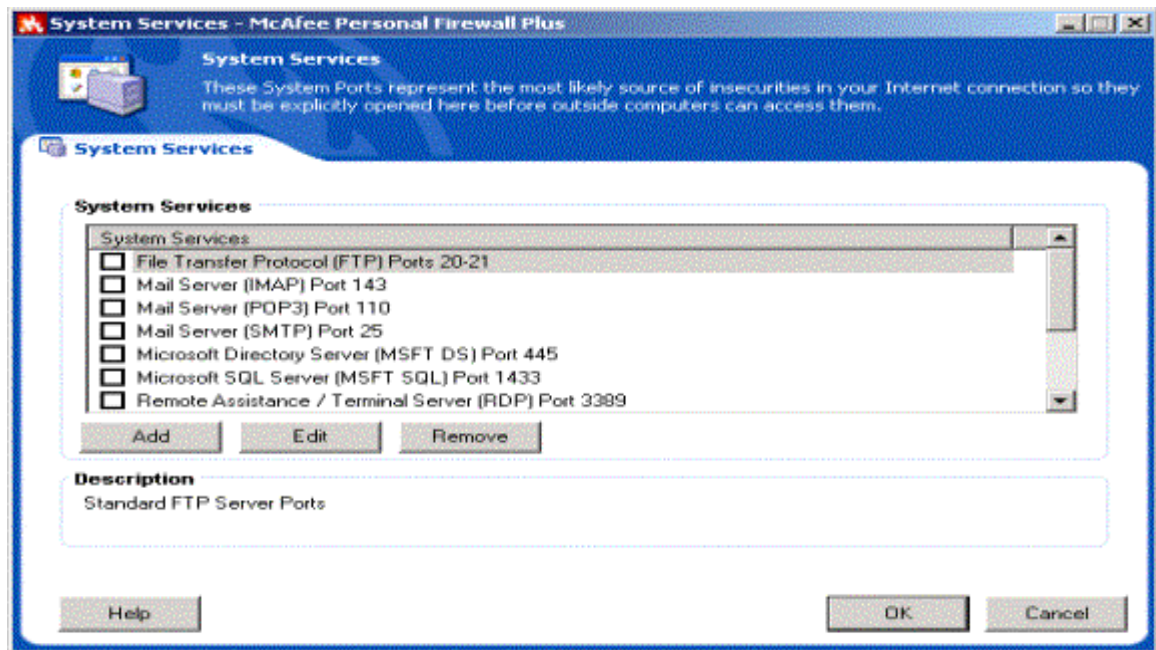 System Services - McAfee Personal Firewall Plus
System Services
These System Ports represent the most likely source of insecurities in your Internet connection so they
must be explicitly opened here before outside computers can access them.
System Services
System Services
System Services
File Transfer Protocol (FTP) Ports 20-21
Mail Server (IMAP) Port 143
Mail Server (POP3) Port 110
Mail Server (SMTP) Port 25
Microsoft Directory Server (MSFT DS) Port 445
Microsoft SQL Server (MSFT SQL) Port 1433
Remote Assistance / Terminal Server (RDP) Port 3389
Add Edit Remove
Description
Standard FTP Server Ports
Help OK Cancel